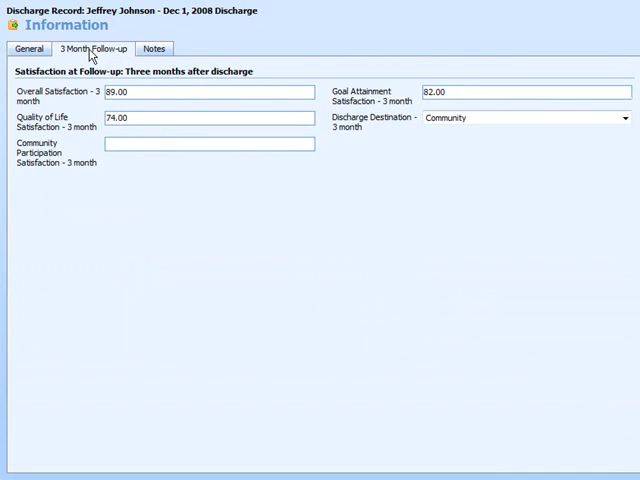 Discharge Record: Jeffrey Johnson - Dec 1, 2008 Discharge
Information
General 3 Month Follow-up Notes
Satisfaction at Follow-up: Three months after discharge
Overall Satisfaction - 3 month 89.00
Goal Attainment Satisfaction - 3 month 82.00
Quality of Life Satisfaction - 3 month 74.00
Discharge Destination - 3 month Community
Community Participation Satisfaction - 3 month